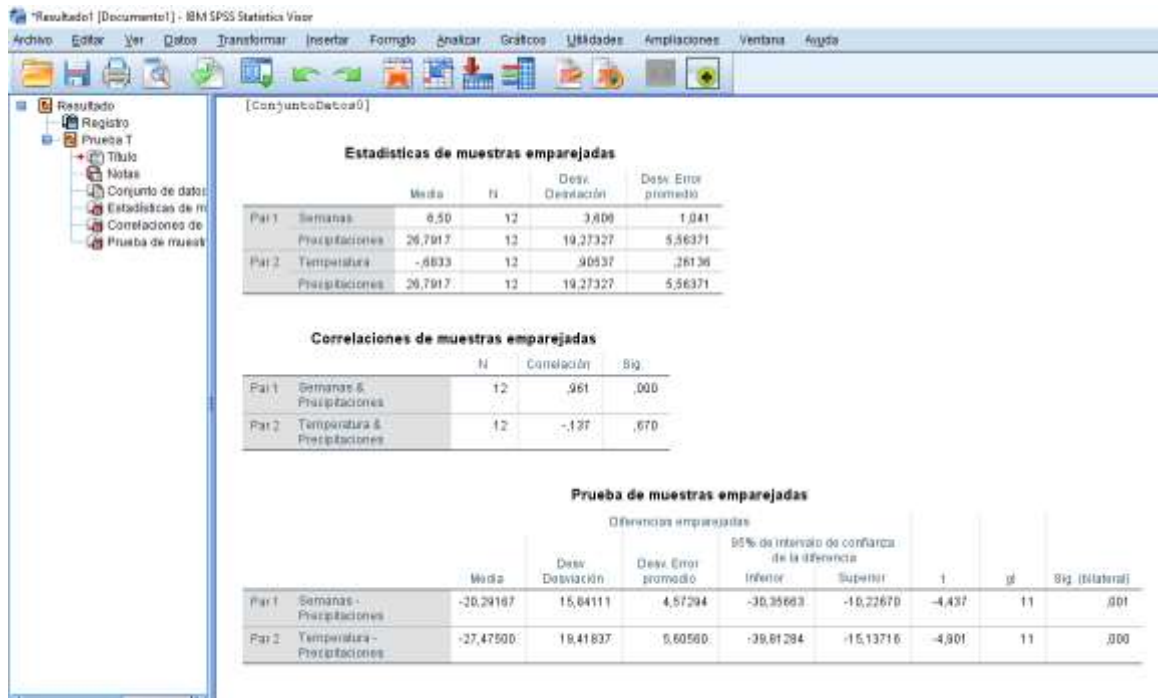 *Resultado1 [Documento1] - IBM SPSS Statistics Visor
Archivo Editar Ver Datos Transformar Insertar Formato Analizar Gráficos Utilidades Ampliaciones Ventana Ayuda
Resultado
Registro
Prueba T
Título
Notas
Conjunto de datos
Estadísticas de m
Correlaciones de
Prueba de muestr
[ConjuntoDatos0]
Estadísticas de muestras emparejadas
Media N Desv. Desviación Desv. Error promedio
Par 1 Semanas 6,50 12 3,606 1,041
Precipitaciones 26,7917 12 19,27327 5,56371
Par 2 Temperatura -,6833 12 ,90537 ,26136
Precipitaciones 26,7917 12 19,27327 5,56371
Correlaciones de muestras emparejadas
N Correlación Sig.
Par 1 Semanas & Precipitaciones 12 ,961 ,000
Par 2 Temperatura & Precipitaciones 12 -,137 ,670
Prueba de muestras emparejadas
Diferencias emparejadas
95% de intervalo de confianza de la diferencia
Media Desv. Desviación Desv. Error promedio Inferior Superior t gl Sig. (bilateral)
Par 1 Semanas - Precipitaciones -20,29167 15,84111 4,57294 -30,35663 -10,22670 -4,437 11 ,001
Par 2 Temperatura - Precipitaciones -27,47500 19,41837 5,60560 -39,81284 -15,13716 -4,901 11 ,000